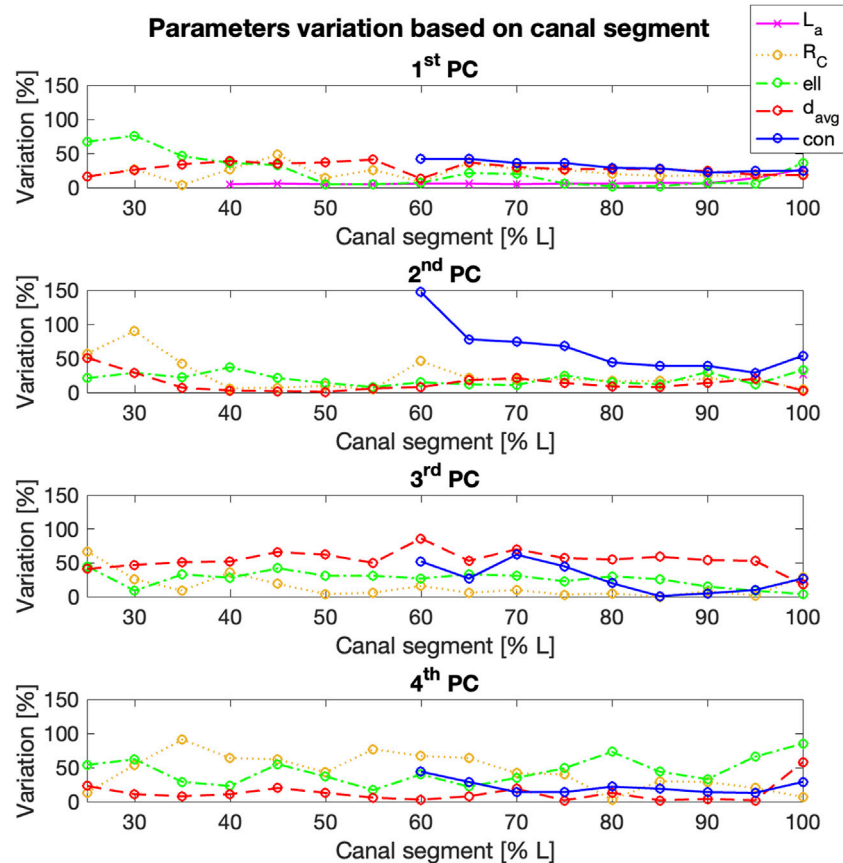 Parameters variation based on canal segment
L_a
R_C
ell
d_avg
con
1st PC
Variation [%]
150
100
50
0
30 40 50 60 70 80 90 100
Canal segment [% L]
2nd PC
Variation [%]
150
100
50
0
30 40 50 60 70 80 90 100
Canal segment [% L]
3rd PC
Variation [%]
150
100
50
0
30 40 50 60 70 80 90 100
Canal segment [% L]
4th PC
Variation [%]
150
100
50
0
30 40 50 60 70 80 90 100
Canal segment [% L]